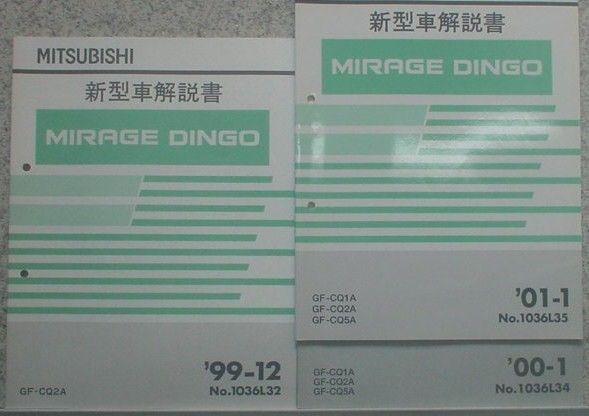 MITSUBISHI
新型車解説書
MIRAGE DINGO
GF-CQ2A
'99-12
No.1036L32
新型車解説書
MIRAGE DINGO
GF-CQ1A
GF-CQ2A
GF-CQ5A
'01-1
No.1036L35
GF-CQ1A
GF-CQ2A
GF-CQ5A
'00-1
No.1036L34